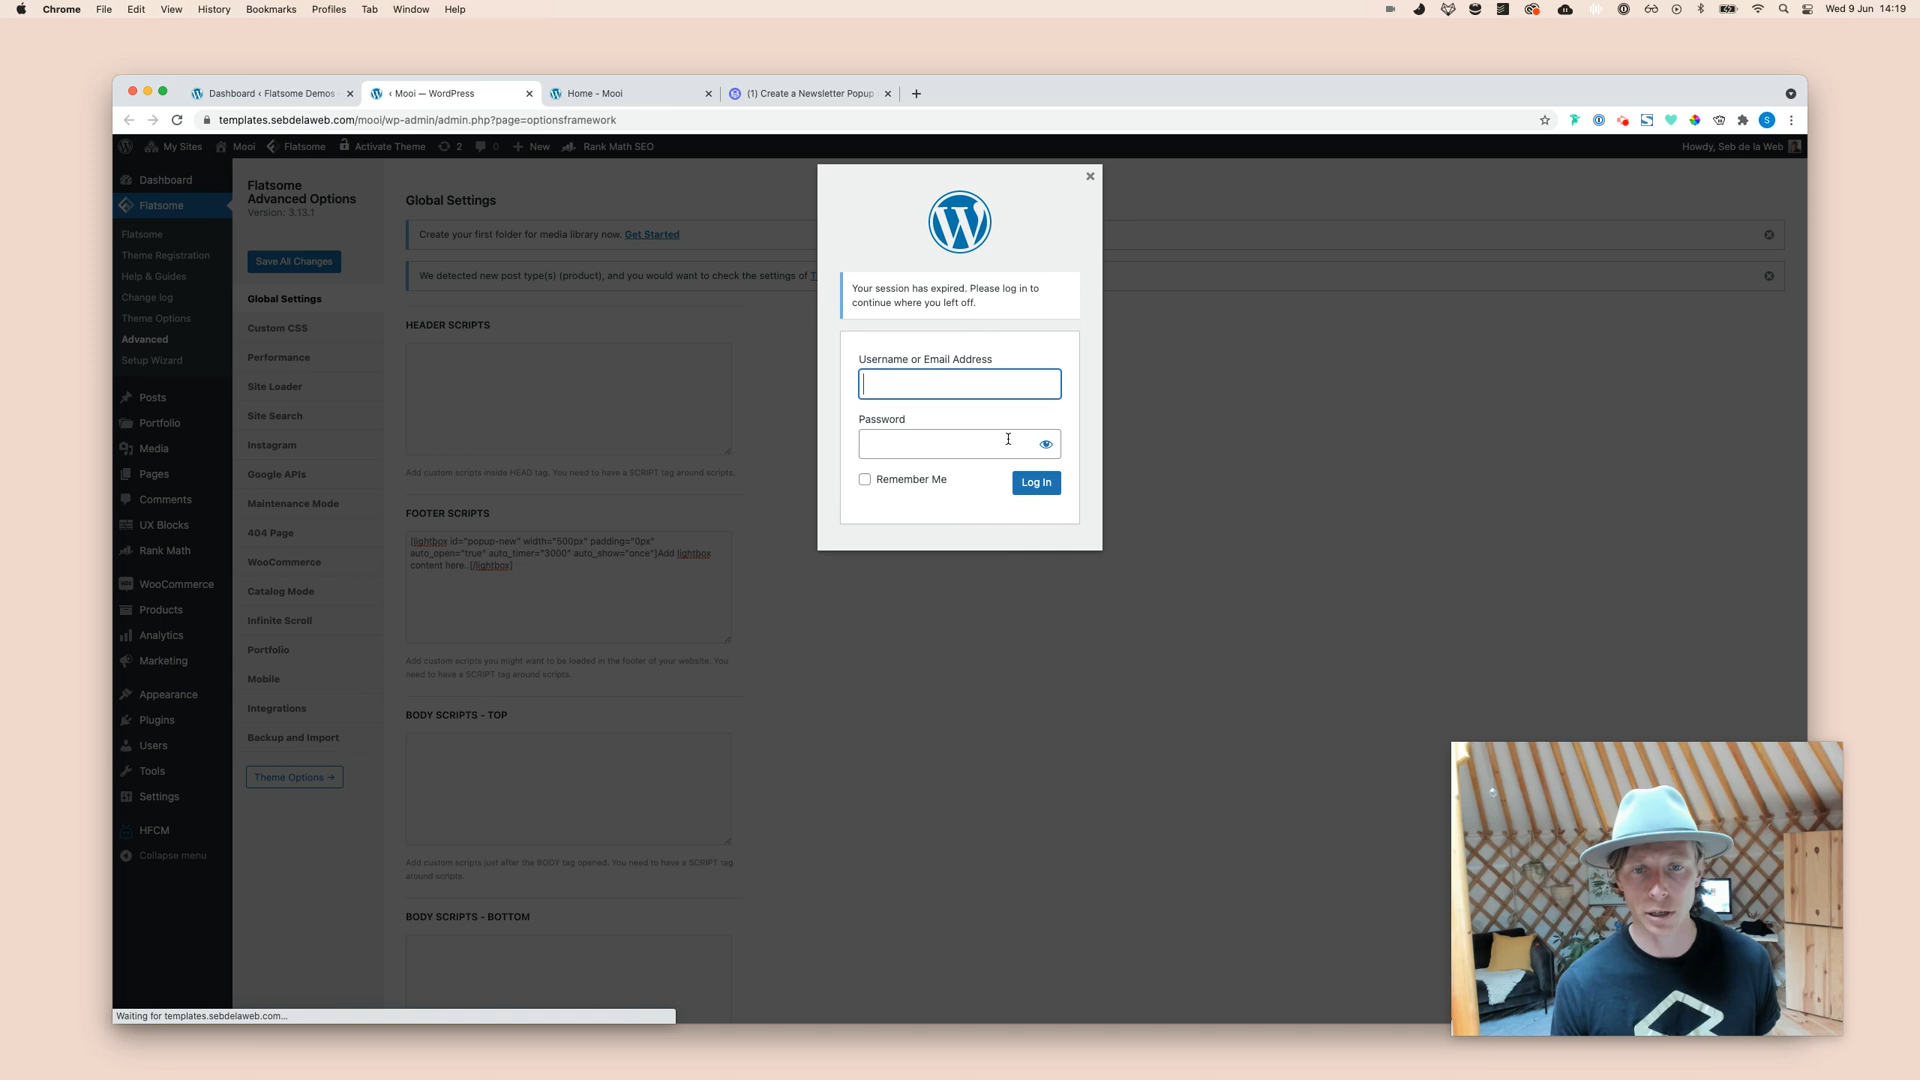 Chrome File Edit View History Bookmarks Profiles Tab Window Help
Wed 9 Jun 14:19
Dashboard ‹ Flatsome Demos
‹ Mooi — WordPress
Home - Mooi
(1) Create a Newsletter Popup
templates.sebdelaweb.com/mooi/wp-admin/admin.php?page=optionsframework
S
My Sites Mooi Flatsome Activate Theme 2 0 New Rank Math SEO
Howdy, Seb de la Web
Dashboard
Flatsome
Flatsome
Theme Registration
Help & Guides
Change log
Theme Options
Advanced
Setup Wizard
Posts
Portfolio
Media
Pages
Comments
UX Blocks
Rank Math
WooCommerce
Products
Analytics
Marketing
Appearance
Plugins
Users
Tools
Settings
HFCM
Collapse menu
Flatsome
Advanced Options
Version: 3.13.1
Save All Changes
Global Settings
Custom CSS
Performance
Site Loader
Site Search
Instagram
Google APIs
Maintenance Mode
404 Page
WooCommerce
Catalog Mode
Infinite Scroll
Portfolio
Mobile
Integrations
Backup and Import
Theme Options →
Global Settings
Create your first folder for media library now. Get Started
We detected new post type(s) (product), and you would want to check the settings of
HEADER SCRIPTS
Add custom scripts inside HEAD tag. You need to have a SCRIPT tag around scripts.
FOOTER SCRIPTS
[lightbox id="popup-new" width="500px" padding="0px"
auto_open="true" auto_timer="3000" auto_show="once"]Add lightbox
content here..[/lightbox]
Add custom scripts you might want to be loaded in the footer of your website. You
need to have a SCRIPT tag around scripts.
BODY SCRIPTS - TOP
Add custom scripts just after the BODY tag opened. You need to have a SCRIPT tag
around scripts.
BODY SCRIPTS - BOTTOM
Your session has expired. Please log in to
continue where you left off.
Username or Email Address
Password
Remember Me
Log In
Waiting for templates.sebdelaweb.com...